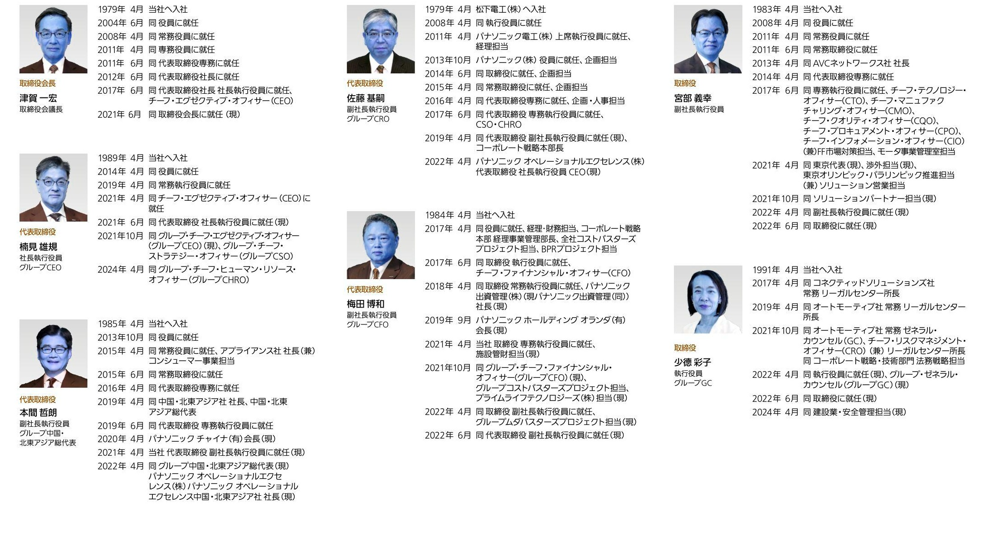 1979年 4月 当社へ入社
2004年 6月 同 役員に就任
2008年 4月 同 常務役員に就任
2011年 4月 同 専務役員に就任
2011年 6月 同 代表取締役専務に就任
2012年 6月 同 代表取締役社長に就任
2017年 6月 同 代表取締役社長 社長執行役員に就任、
チーフ・エグゼクティブ・オフィサー(CEO)
2021年 6月 同 取締役会長に就任(現)
取締役会長
津賀 一宏
取締役会議長
1989年 4月 当社へ入社
2014年 4月 同 役員に就任
2019年 4月 同 常務執行役員に就任
2021年 4月 同 チーフ・エグゼクティブ・オフィサー(CEO)に
就任
2021年 6月 同 代表取締役 社長執行役員に就任(現)
2021年10月 同 グループ・チーフ・エグゼクティブ・オフィサー
(グループCEO)(現)、グループ・チーフ・
ストラテジー・オフィサー(グループCSO)
2024年 4月 同 グループ・チーフ・ヒューマン・リソース・
オフィサー(グループCHRO)
代表取締役
楠見 雄規
社長執行役員
グループCEO
1985年 4月 当社へ入社
2013年10月 同 役員に就任
2015年 4月 同 常務役員に就任、アプライアンス社 社長(兼)
コンシューマー事業担当
2015年 6月 同 常務取締役に就任
2016年 4月 同 代表取締役専務に就任
2019年 4月 同 中国・北東アジア社 社長、中国・北東
アジア総代表
2019年 6月 同 代表取締役 専務執行役員に就任
2020年 4月 パナソニック チャイナ(有)会長(現)
2021年 4月 当社 代表取締役 副社長執行役員に就任(現)
2022年 4月 同 グループ中国・北東アジア総代表(現)
パナソニック オペレーショナルエクセ
レンス(株)パナソニック オペレーショナル
エクセレンス中国・北東アジア社 社長(現)
代表取締役
本間 哲朗
副社長執行役員
グループ中国・
北東アジア総代表
1979年 4月 松下電工(株)へ入社
2008年 4月 同 執行役員に就任
2011年 4月 パナソニック電工(株)上席執行役員に就任、
経理担当
2013年10月 パナソニック(株)役員に就任、企画担当
2014年 6月 同 取締役に就任、企画担当
2015年 4月 同 常務取締役に就任、企画担当
2016年 4月 同 代表取締役専務に就任、企画・人事担当
2017年 6月 同 代表取締役 専務執行役員に就任、
CSO・CHRO
2019年 4月 同 代表取締役 副社長執行役員に就任(現)、
コーポレート戦略本部長
2022年 4月 パナソニック オペレーショナルエクセレンス(株)
代表取締役 社長執行役員 CEO(現)
代表取締役
佐藤 基嗣
副社長執行役員
グループCRO
1984年 4月 当社へ入社
2017年 4月 同 役員に就任、経理・財務担当、コーポレート戦略
本部 経理事業管理部長、全社コストバスターズ
プロジェクト担当、BPRプロジェクト担当
2017年 6月 同 取締役 執行役員に就任、
チーフ・ファイナンシャル・オフィサー(CFO)
2018年 4月 同 取締役 常務執行役員に就任、パナソニック
出資管理(株)(現パナソニック出資管理(同))
社長(現)
2019年 9月 パナソニック ホールディング オランダ(有)
会長(現)
2021年 4月 当社 取締役 専務執行役員に就任、
施設管財担当(現)
2021年10月 同 グループ・チーフ・ファイナンシャル・
オフィサー(グループCFO)(現)、
グループコストバスターズプロジェクト担当、
プライムライフテクノロジーズ(株)担当(現)
2022年 4月 同 取締役 副社長執行役員に就任、
グループムダバスターズプロジェクト担当(現)
2022年 6月 同 代表取締役 副社長執行役員に就任(現)
代表取締役
梅田 博和
副社長執行役員
グループCFO
1983年 4月 当社へ入社
2008年 4月 同 役員に就任
2011年 4月 同 常務役員に就任
2011年 6月 同 常務取締役に就任
2013年 4月 同 AVCネットワークス社 社長
2014年 4月 同 代表取締役専務に就任
2017年 6月 同 専務執行役員に就任、チーフ・テクノロジー・
オフィサー(CTO)、チーフ・マニュファク
チャリング・オフィサー(CMO)、
チーフ・クオリティ・オフィサー(CQO)、
チーフ・プロキュアメント・オフィサー(CPO)、
チーフ・インフォメーション・オフィサー(CIO)
(兼)FF市場対策担当、モータ事業管理室担当
2021年 4月 同 東京代表(現)、渉外担当(現)、
東京オリンピック・パラリンピック推進担当
(兼)ソリューション営業担当
2021年10月 同 ソリューションパートナー担当(現)
2022年 4月 同 副社長執行役員に就任(現)
2022年 6月 同 取締役に就任(現)
取締役
宮部 義幸
副社長執行役員
1991年 4月 当社へ入社
2017年 4月 同 コネクティッドソリューションズ社
常務 リーガルセンター所長
2019年 4月 同 オートモーティブ社 常務 リーガルセンター
所長
2021年10月 同 オートモーティブ社 常務 ゼネラル・
カウンセル(GC)、チーフ・リスクマネジメント・
オフィサー(CRO)(兼)リーガルセンター所長
同 コーポレート戦略・技術部門 法務戦略担当
2022年 4月 同 執行役員に就任(現)、グループ・ゼネラル・
カウンセル(グループGC)(現)
2022年 6月 同 取締役に就任(現)
2024年 4月 同 建設業・安全管理担当(現)
取締役
少德 彩子
執行役員
グループGC